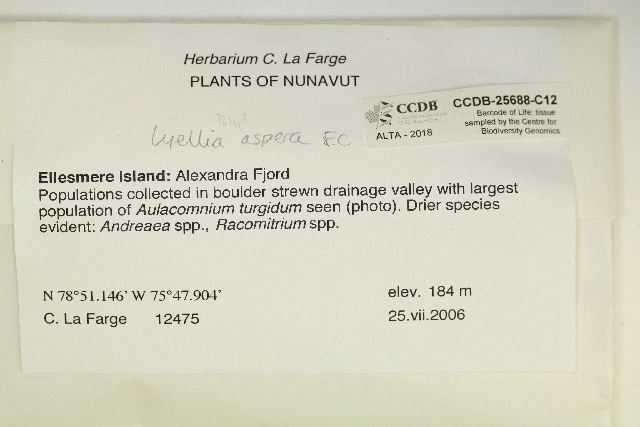 Herbarium C. La Farge
PLANTS OF NUNAVUT
CCDB
CCDB-25688-C12
Barcode of Life: tissue
sampled by the Centre for
Biodiversity Genomics
ALTA - 2018
Lyellia aspera F.C
Ellesmere Island: Alexandra Fjord
Populations collected in boulder strewn drainage valley with largest
population of Aulacomnium turgidum seen (photo). Drier species
evident: Andreaea spp., Racomitrium spp.
N 78°51.146' W 75°47.904'
elev. 184 m
C. La Farge 12475
25.vii.2006